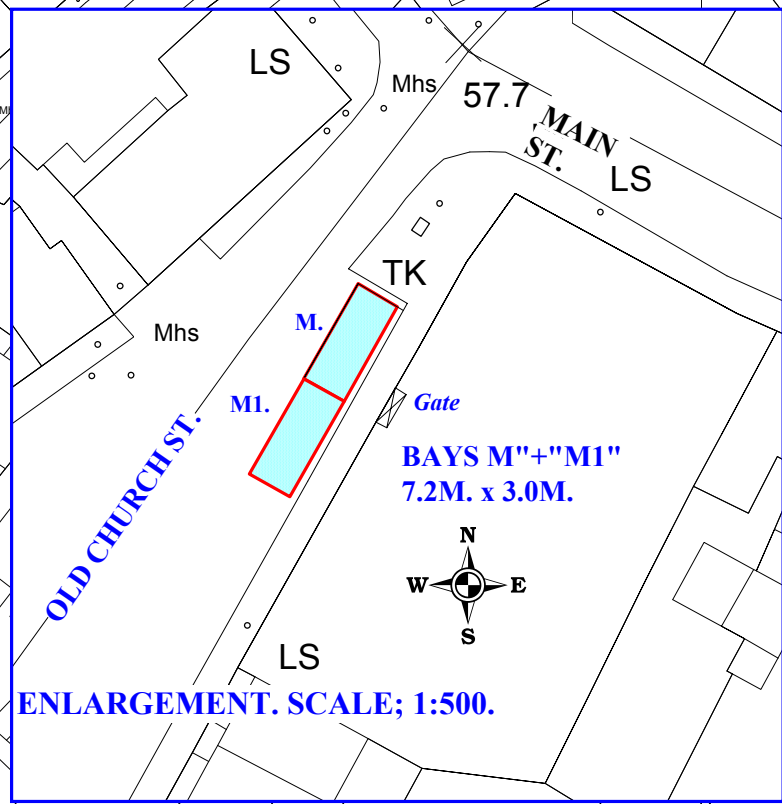 LS
Mhs
57.7
MAIN
ST.
LS
TK
M.
Mhs
M1.
Gate
OLD CHURCH ST.
BAYS M"+"M1"
7.2M. x 3.0M.
N
W E
S
LS
ENLARGEMENT. SCALE; 1:500.